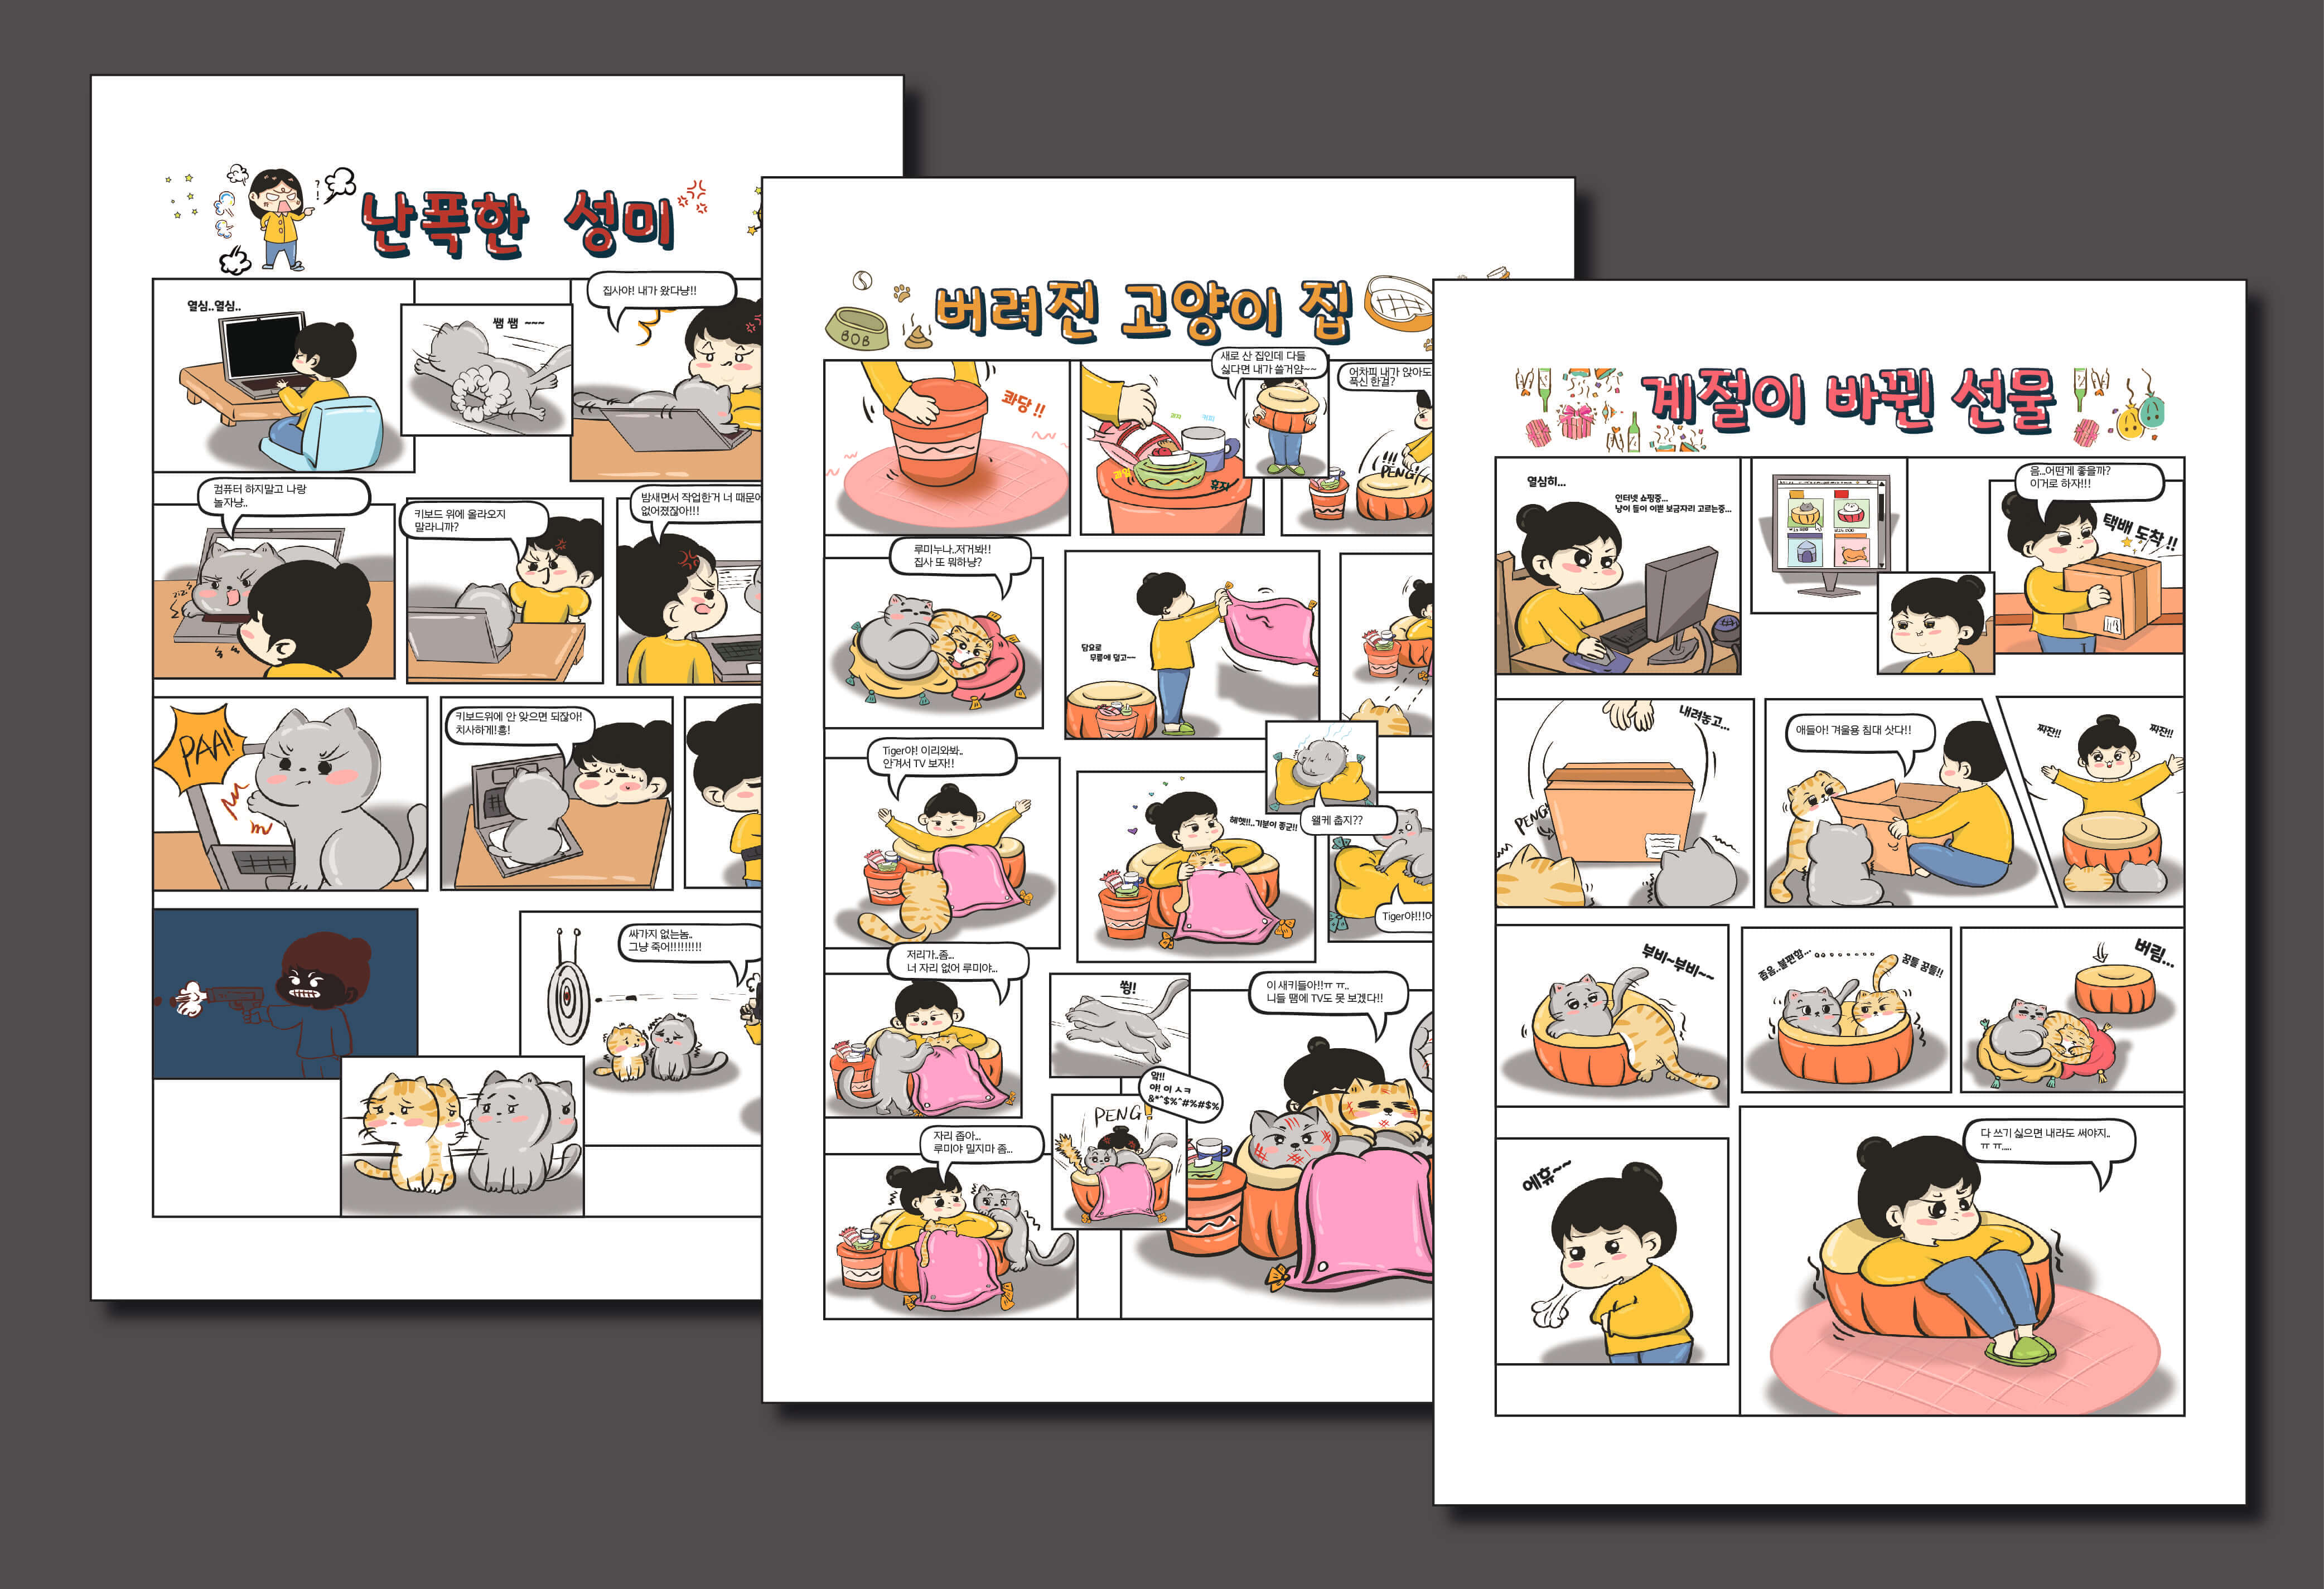 난폭한 성미
열심..열심..
쌤 쌤 ~~~
집사야! 내가 왔다냥!!
컴퓨터 하지말고 나랑
놀자냥..
키보드 위에 올라오지
말라니까?
밤새면서 작업한거 너 때문에
없어졌잖아!!!
PAA!
키보드위에 안 맞으면 되잖아!
치사하게!흥!
싸가지 없는놈..
그냥 죽어!!!!!!!!!
버려진 고양이 집
BOB
콰당 !!
과자
휴지
새로 산 집인데 다들
싫다면 내가 쓸거얌~~
어차피 내가 앉아도
푹신 한걸?
!!!
PENG!
루미누나..저거봐!!
집사 또 뭐하냥?
담요로
무릎에 덮고~~
Tiger야! 이리와봐..
안겨서 TV 보자!!
헤헷!!..기분이 좋군!!
왤케 춥지??
Tiger야!!!
저리가..좀...
너 자리 없어 루미야...
쓩!
자리 좁아...
루미야 밀지마 좀...
PENG!
악!!
야! 이 ㅅㅋ
&*^$%^#%#$%
이 새키들아!!ㅠ ㅠ..
니들 땜에 TV도 못 보겠다!!
계절이 바뀐 선물
열심히...
인터넷 쇼핑중...
냥이 들이 이쁜 보금자리 고르는중...
음...어떤게 좋을까?
이거로 하자!!!
택배 도착 !!
내려놓고...
PENG
애들아! 겨울용 침대 샀다!!
짜잔!!
짜잔!!
부비~부비~~
좁음..불편함...
꿈틀 꿈틀!!
버림...
에휴~~
다 쓰기 싫으면 내라도 써야지..
ㅠ ㅠ....